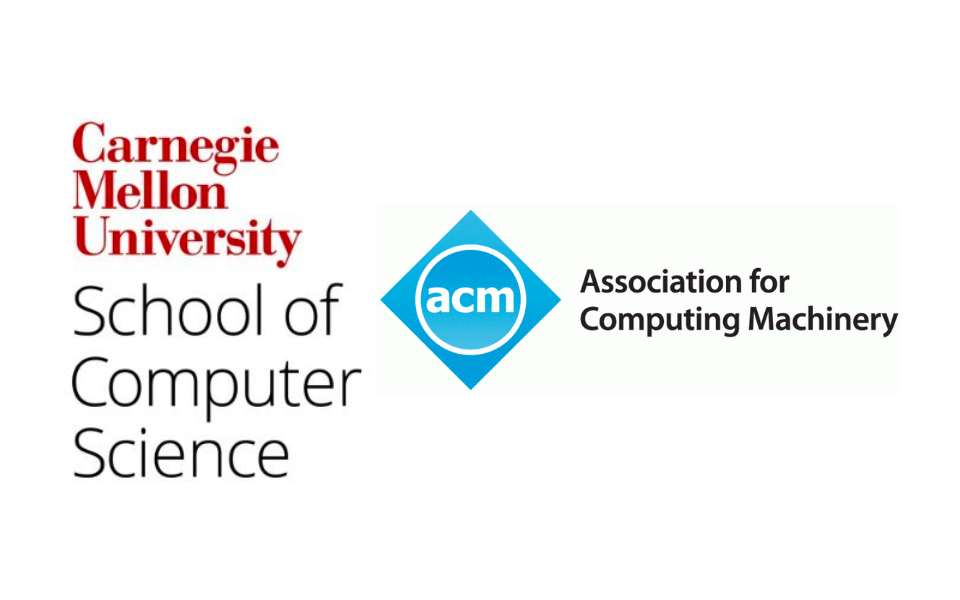 Carnegie
Mellon
University
School of
Computer
Science
acm
Association for
Computing Machinery